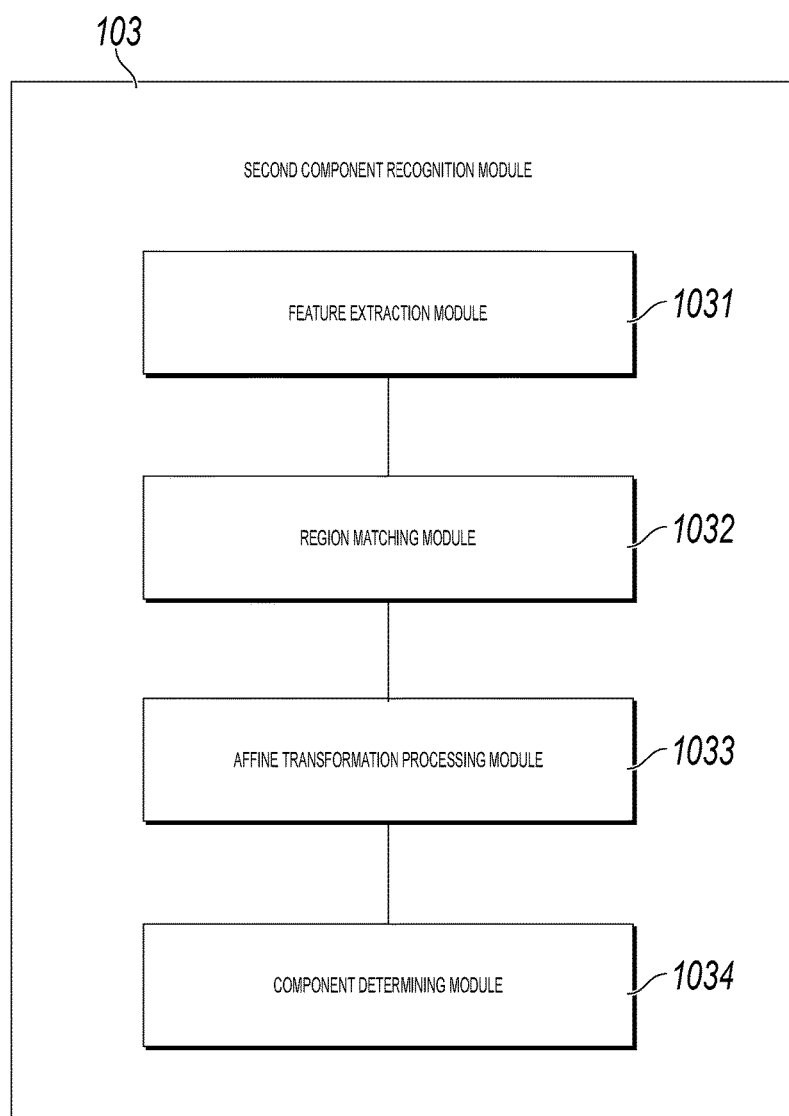 103
SECOND COMPONENT RECOGNITION MODULE
FEATURE EXTRACTION MODULE
1031
REGION MATCHING MODULE
1032
AFFINE TRANSFORMATION PROCESSING MODULE
1033
COMPONENT DETERMINING MODULE
1034